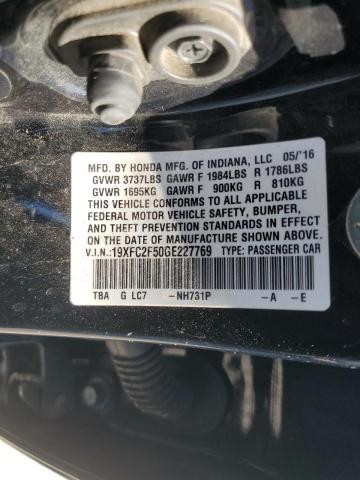 MFD. BY HONDA MFG. OF INDIANA, LLC 05/'16
GVWR 3737LBS GAWR F 1984LBS R 1786LBS
GVWR 1695KG GAWR F 900KG R 810KG
THIS VEHICLE CONFORMS TO ALL APPLICABLE
FEDERAL MOTOR VEHICLE SAFETY, BUMPER,
AND THEFT PREVENTION STANDARDS IN EFFECT
ON THE DATE OF MANUFACTURE SHOWN ABOVE.
V.I.N.:19XFC2F50GE227769 TYPE: PASSENGER CAR
TBA G LC7 -NH731P -A -E